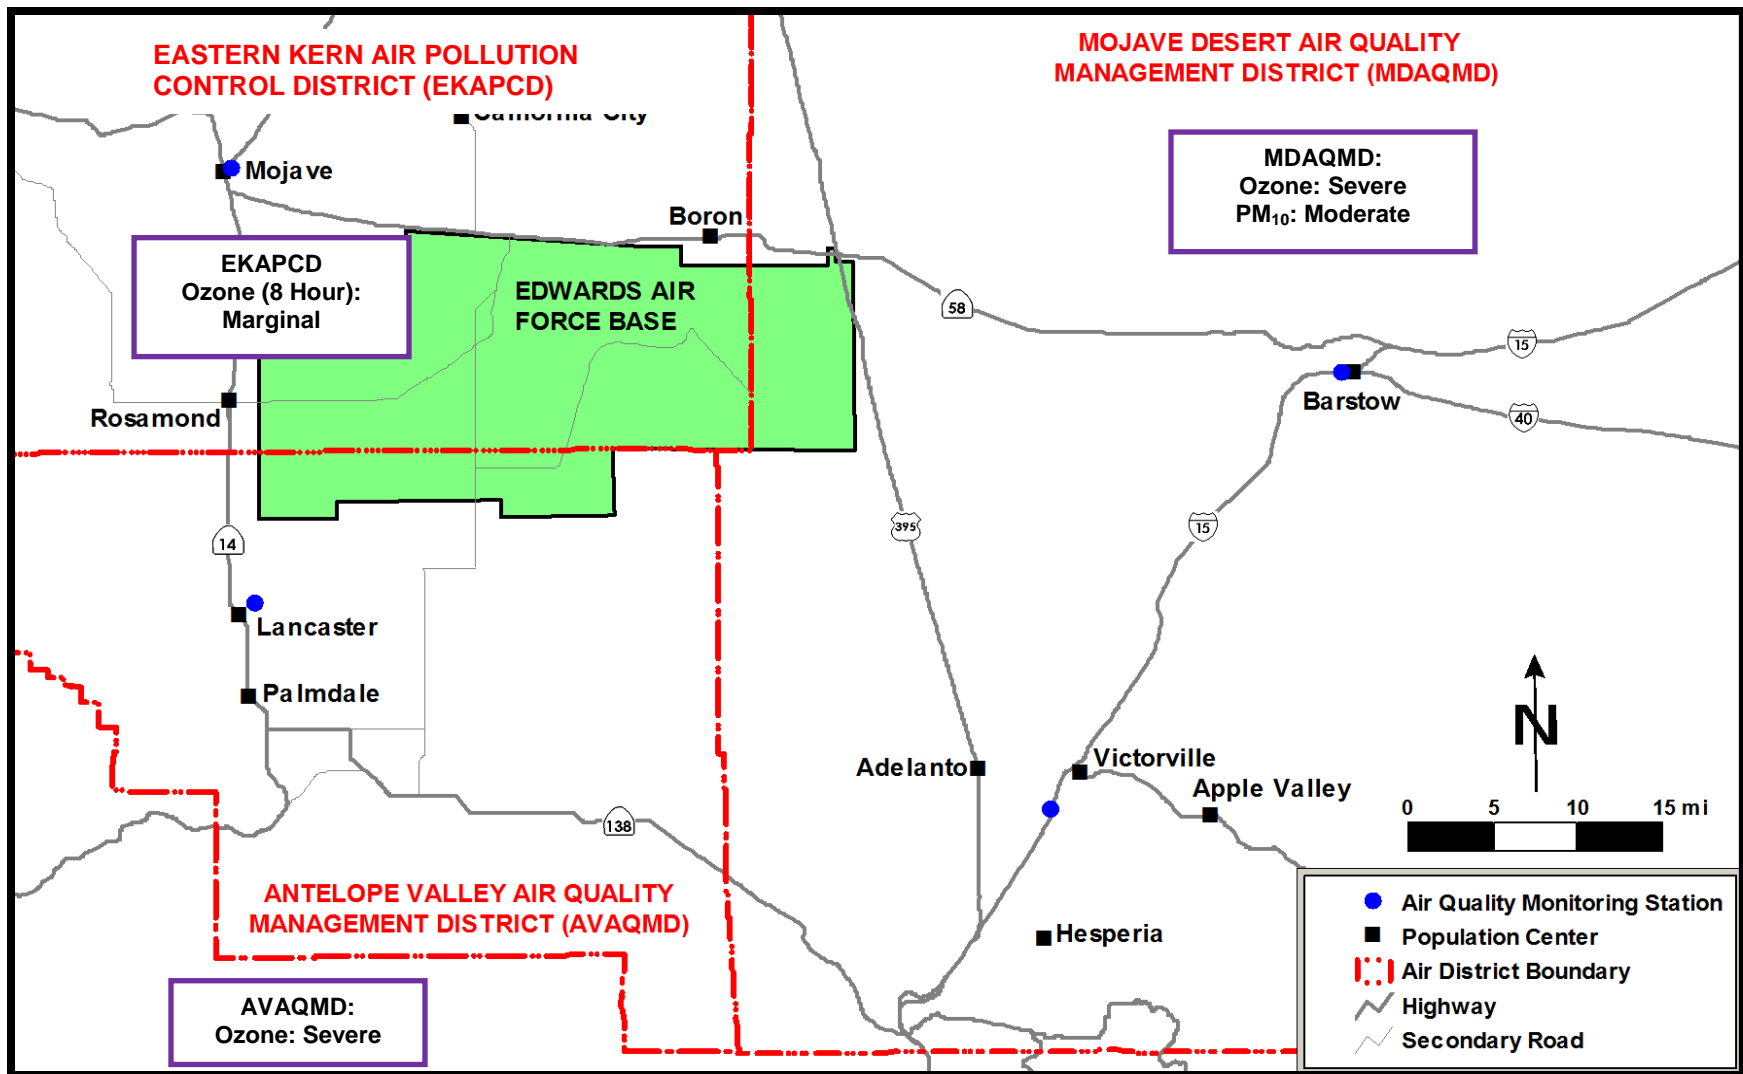 EASTERN KERN AIR POLLUTION
CONTROL DISTRICT (EKAPCD)
MOJAVE DESERT AIR QUALITY
MANAGEMENT DISTRICT (MDAQMD)
California City
Mojave
MDAQMD:
Ozone: Severe
PM₁₀: Moderate
Boron
EKAPCD
Ozone (8 Hour):
Marginal
EDWARDS AIR
FORCE BASE
58
15
Barstow
40
Rosamond
395
15
14
Lancaster
Palmdale
N
Adelanto
Victorville
Apple Valley
0 5 10 15 mi
138
ANTELOPE VALLEY AIR QUALITY
MANAGEMENT DISTRICT (AVAQMD)
Hesperia
AVAQMD:
Ozone: Severe
Air Quality Monitoring Station
Population Center
Air District Boundary
Highway
Secondary Road